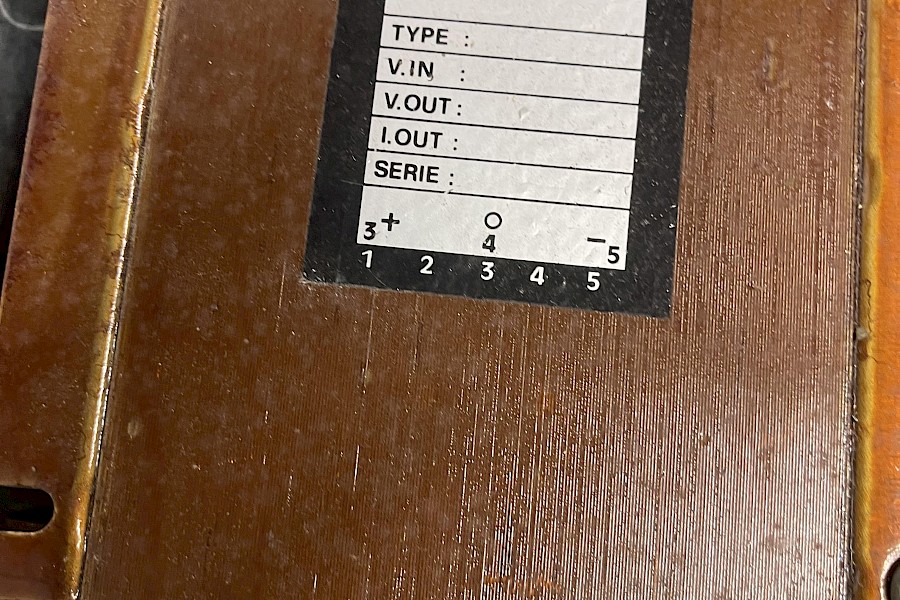 TYPE :
V.IN :
V.OUT :
I.OUT :
SERIE :
+ O −
3 4 5
1 2 3 4 5